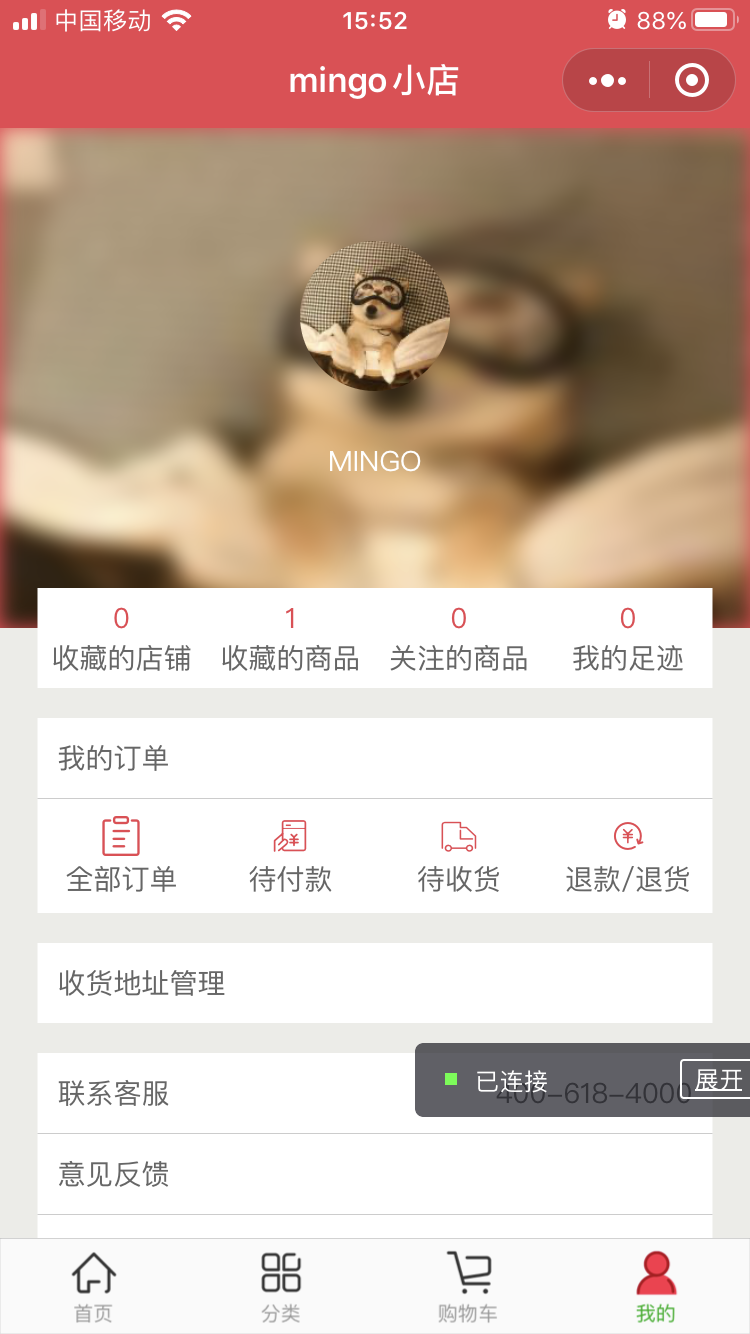 中国移动 15:52 88%
mingo小店
MINGO
0 1 0 0
收藏的店铺 收藏的商品 关注的商品 我的足迹
我的订单
全部订单 待付款 待收货 退款/退货
收货地址管理
已连接 展开
联系客服 400-618-4000
意见反馈
首页 分类 购物车 我的